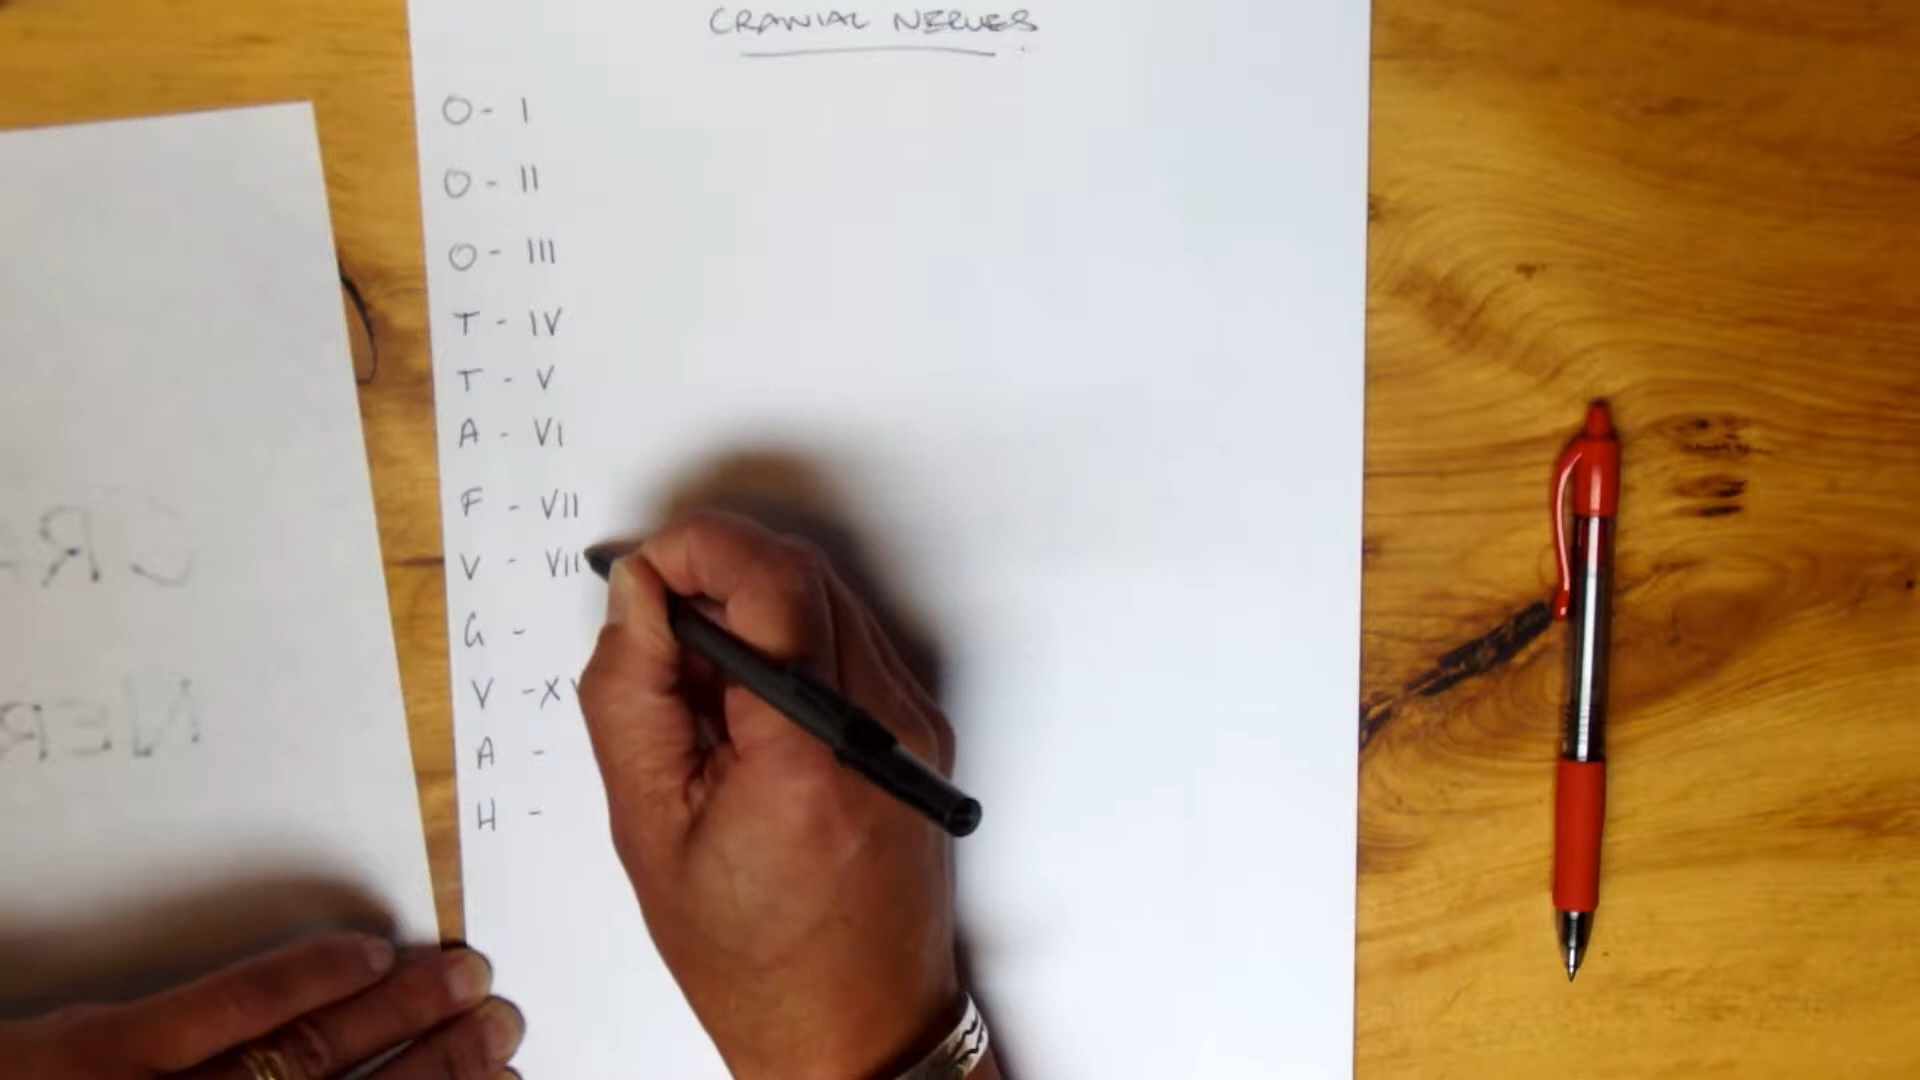 CRANIAL NERVES
O - I
O - II
O - III
T - IV
T - V
A - VI
F - VII
V - VII
G -
V - X
A -
H -